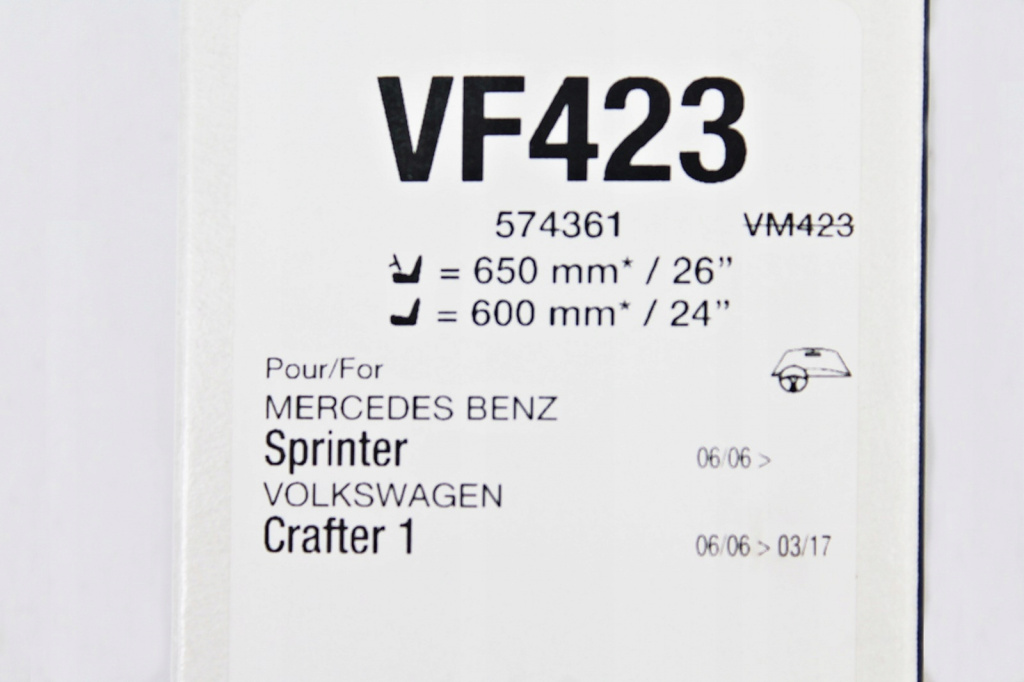 VF423
574361 VM423
= 650 mm* / 26”
= 600 mm* / 24”
Pour/For
MERCEDES BENZ
Sprinter 06/06 >
VOLKSWAGEN
Crafter 1 06/06 > 03/17